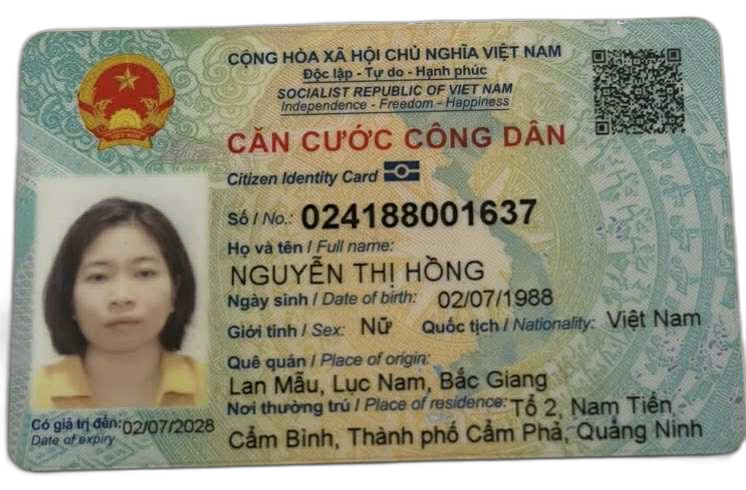 CỘNG HÒA XÃ HỘI CHỦ NGHĨA VIỆT NAM
Độc lập - Tự do - Hạnh phúc
SOCIALIST REPUBLIC OF VIET NAM
Independence - Freedom - Happiness
CĂN CƯỚC CÔNG DÂN
Citizen Identity Card
Số / No.: 024188001637
Họ và tên / Full name:
NGUYỄN THỊ HỒNG
Ngày sinh / Date of birth: 02/07/1988
Giới tính / Sex: Nữ Quốc tịch / Nationality: Việt Nam
Quê quán / Place of origin:
Lan Mẫu, Lục Nam, Bắc Giang
Nơi thường trú / Place of residence: Tổ 2, Nam Tiến
Cẩm Bình, Thành phố Cẩm Phả, Quảng Ninh
Có giá trị đến: 02/07/2028
Date of expiry